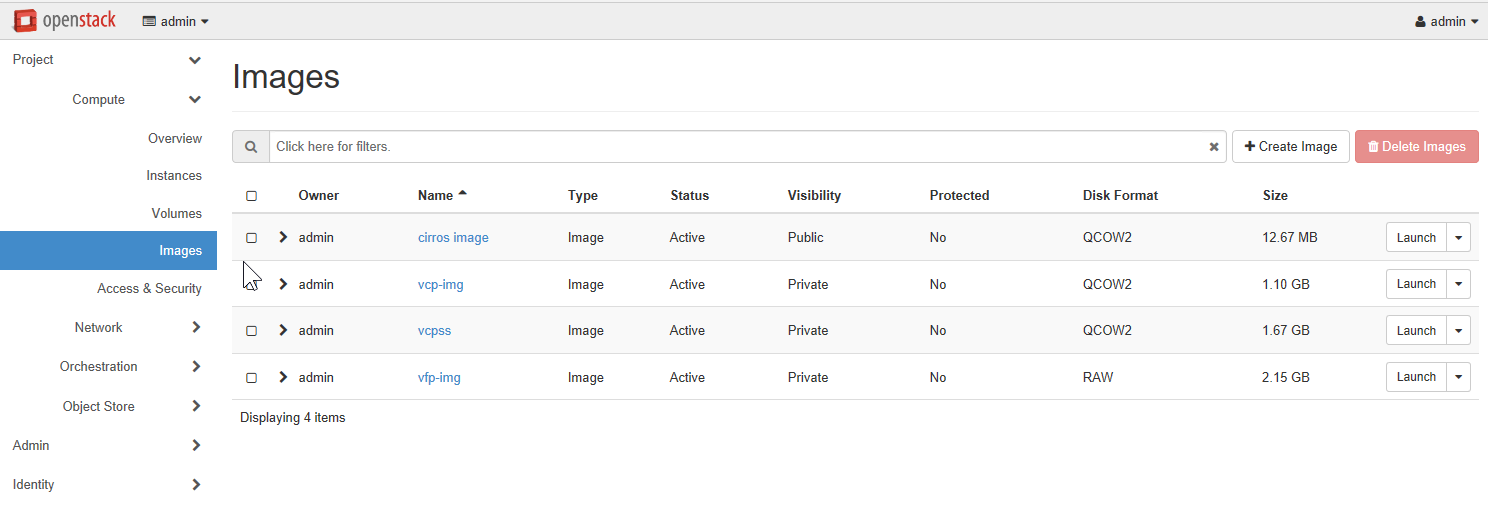 openstack admin admin
Project
Compute
Overview
Instances
Volumes
Images
Access & Security
Network
Orchestration
Object Store
Admin
Identity
Images
Click here for filters. Create Image Delete Images
Owner Name Type Status Visibility Protected Disk Format Size
admin cirros image Image Active Public No QCOW2 12.67 MB Launch
admin vcp-img Image Active Private No QCOW2 1.10 GB Launch
admin vcpss Image Active Private No QCOW2 1.67 GB Launch
admin vfp-img Image Active Private No RAW 2.15 GB Launch
Displaying 4 items